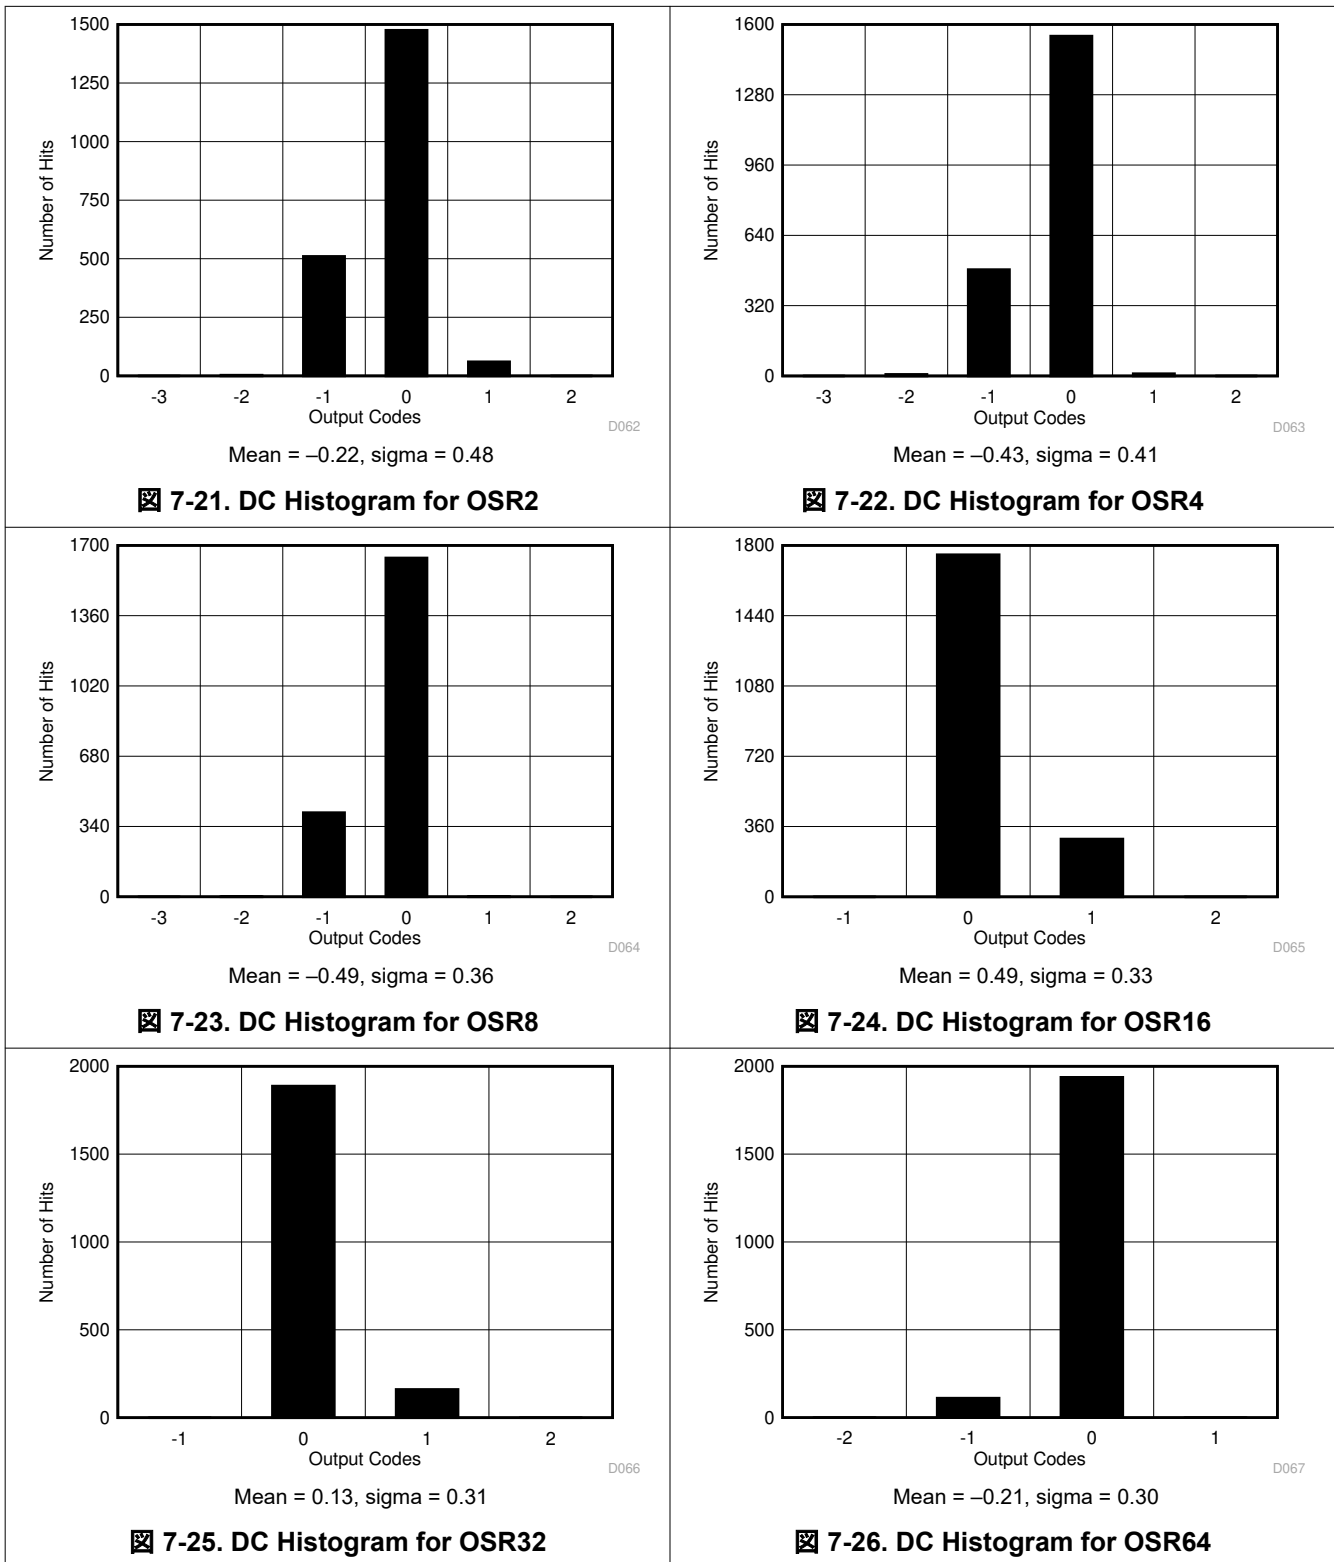 1500
1250
1000
750
500
250
0
Number of Hits
-3 -2 -1 0 1 2
Output Codes
D062
Mean = –0.22, sigma = 0.48
図 7-21. DC Histogram for OSR2
1600
1280
960
640
320
0
Number of Hits
-3 -2 -1 0 1 2
Output Codes
D063
Mean = –0.43, sigma = 0.41
図 7-22. DC Histogram for OSR4
1700
1360
1020
680
340
0
Number of Hits
-3 -2 -1 0 1 2
Output Codes
D064
Mean = –0.49, sigma = 0.36
図 7-23. DC Histogram for OSR8
1800
1440
1080
720
360
0
Number of Hits
-1 0 1 2
Output Codes
D065
Mean = 0.49, sigma = 0.33
図 7-24. DC Histogram for OSR16
2000
1500
1000
500
0
Number of Hits
-1 0 1 2
Output Codes
D066
Mean = 0.13, sigma = 0.31
図 7-25. DC Histogram for OSR32
2000
1500
1000
500
0
Number of Hits
-2 -1 0 1
Output Codes
D067
Mean = –0.21, sigma = 0.30
図 7-26. DC Histogram for OSR64